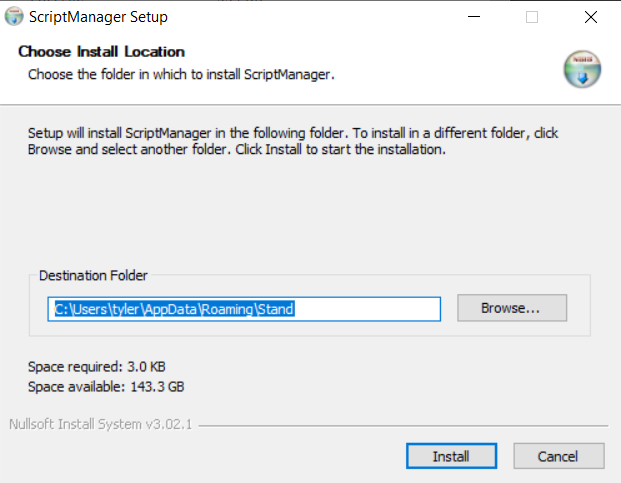 ScriptManager Setup
Choose Install Location
Choose the folder in which to install ScriptManager.
Setup will install ScriptManager in the following folder. To install in a different folder, click
Browse and select another folder. Click Install to start the installation.
Destination Folder
C:\Users\tyler\AppData\Roaming\Stand
Browse...
Space required: 3.0 KB
Space available: 143.3 GB
Nullsoft Install System v3.02.1
Install
Cancel